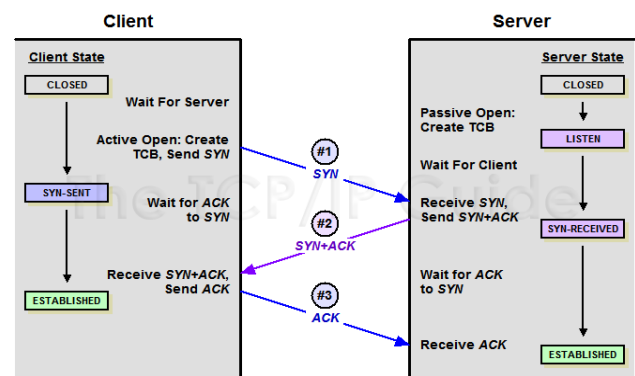 Client
Server
Client State
Server State
CLOSED
CLOSED
Wait For Server
Passive Open:
Create TCB
Active Open: Create
TCB, Send SYN
#1
SYN
LISTEN
Wait For Client
SYN-SENT
Wait for ACK
to SYN
The TCP/IP Guide
Receive SYN,
Send SYN+ACK
#2
SYN+ACK
SYN-RECEIVED
Receive SYN+ACK,
Send ACK
Wait for ACK
to SYN
#3
ACK
ESTABLISHED
Receive ACK
ESTABLISHED